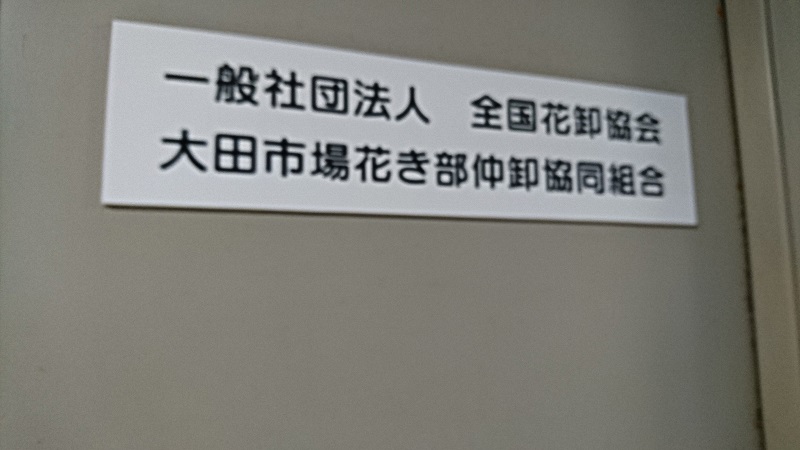 一般社団法人　全国花卸協会
大田市場花き部仲卸協同組合